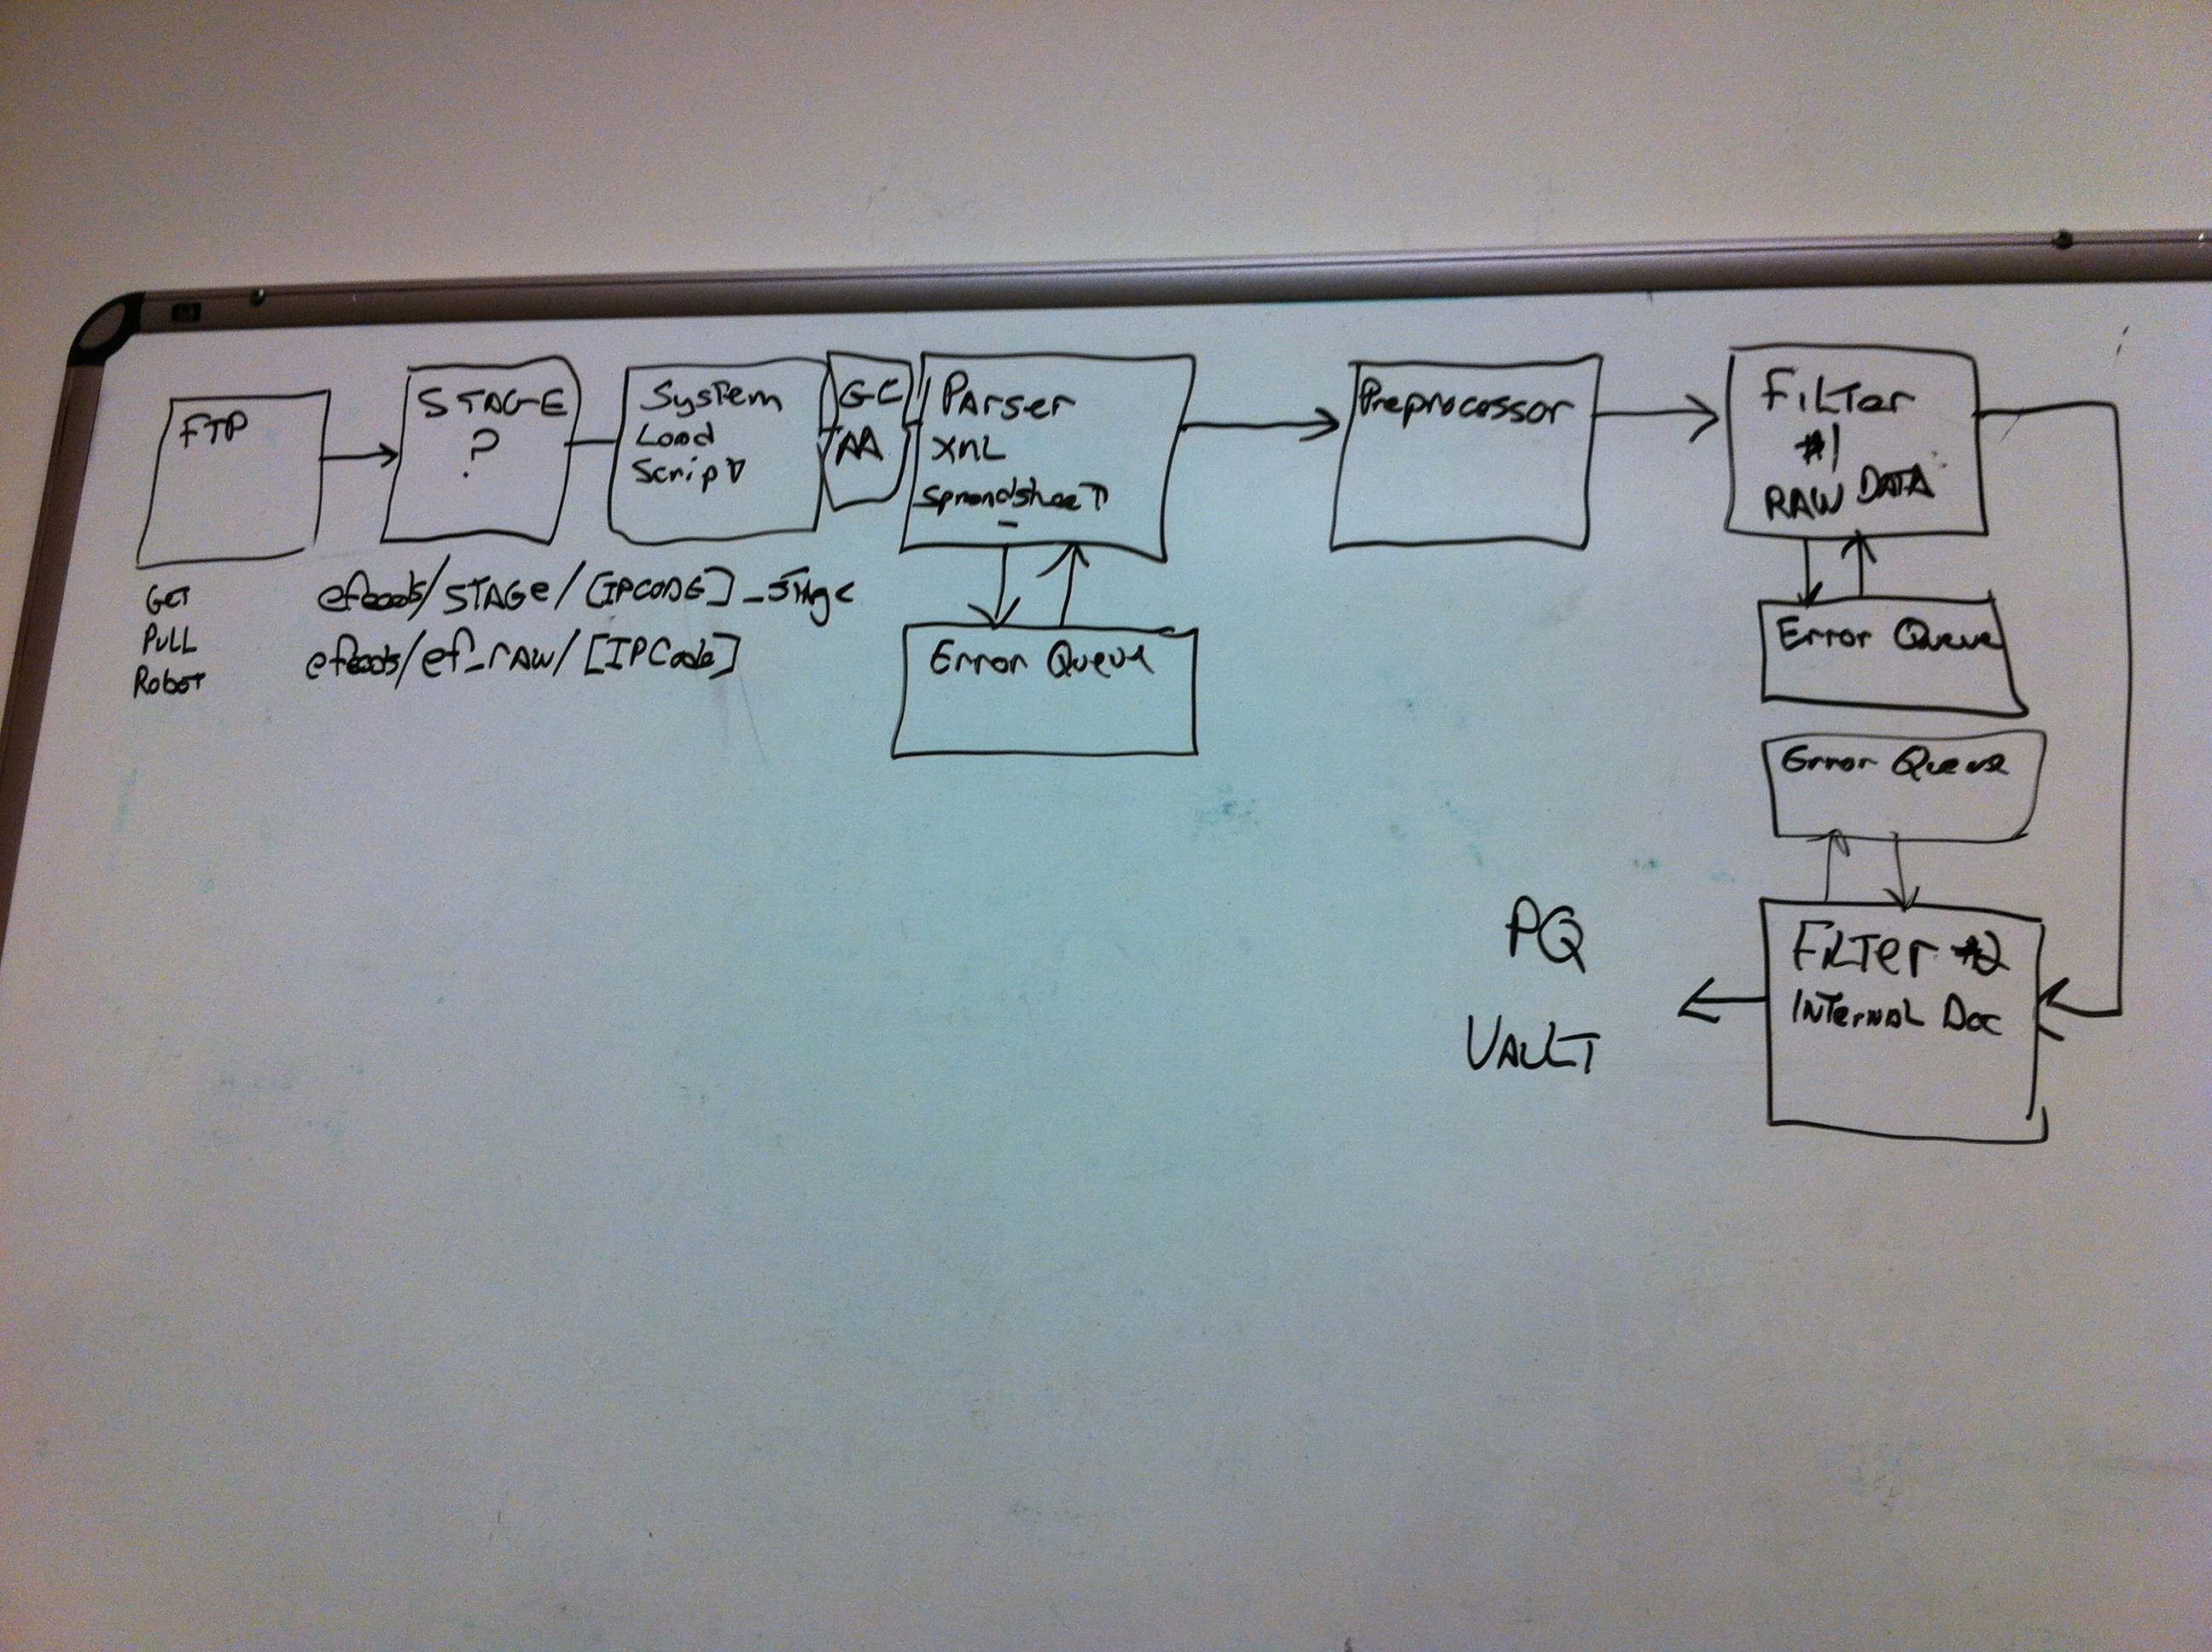 FTP
GET
PULL
Robot
STAGE
?
System
Load
Script
efeeds/STAGE/[IPCODE]_stage
efeeds/ef_raw/[IPCode]
GC
AA
Parser
XML
Spreadsheet
Error Queue
Preprocessor
Filter
#1
RAW DATA
Error Queue
Error Queue
Filter #2
Internal Doc
PQ
VAULT